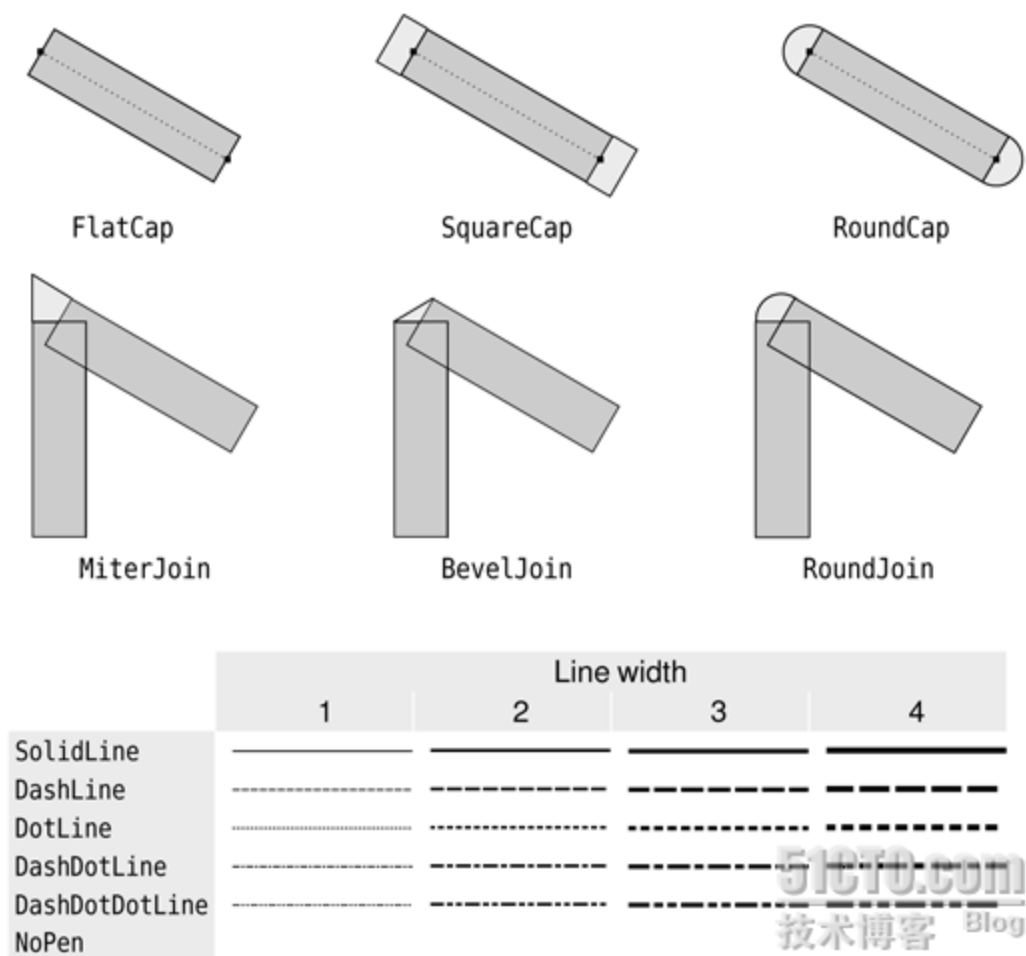 FlatCap
SquareCap
RoundCap
MiterJoin
BevelJoin
RoundJoin
Line width
1 2 3 4
SolidLine
DashLine
DotLine
DashDotLine
DashDotDotLine
NoPen
51CTO.com
技术博客 Blog